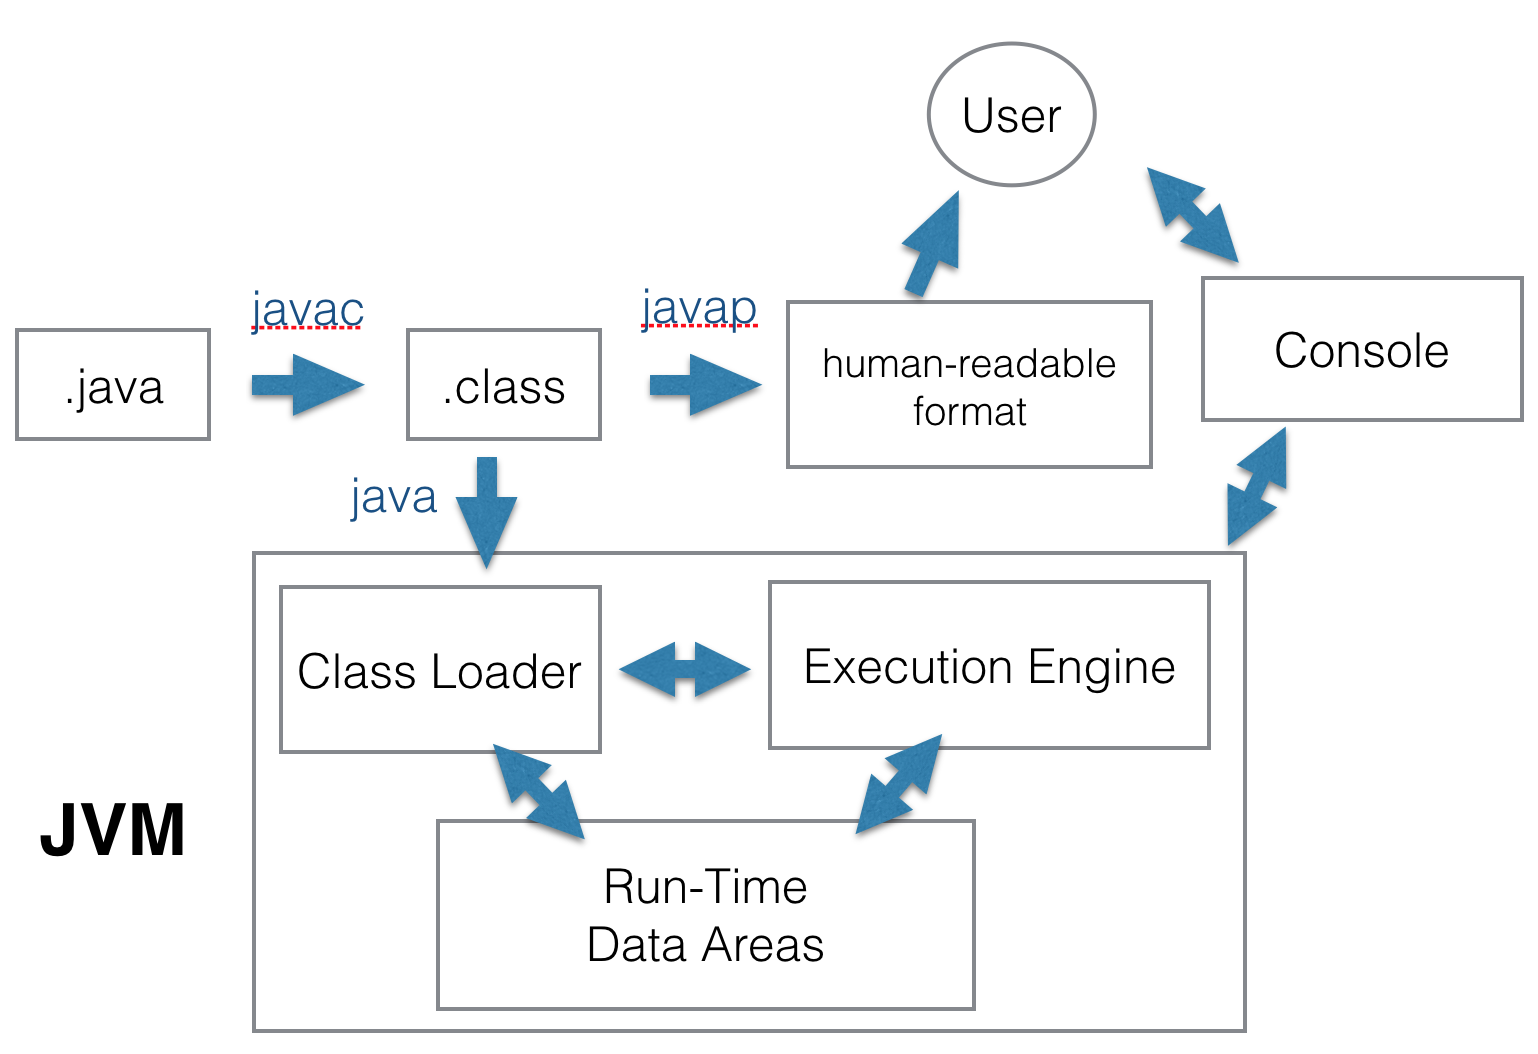 User
javac
javap
.java
.class
human-readable
format
Console
java
Class Loader
Execution Engine
JVM
Run-Time
Data Areas